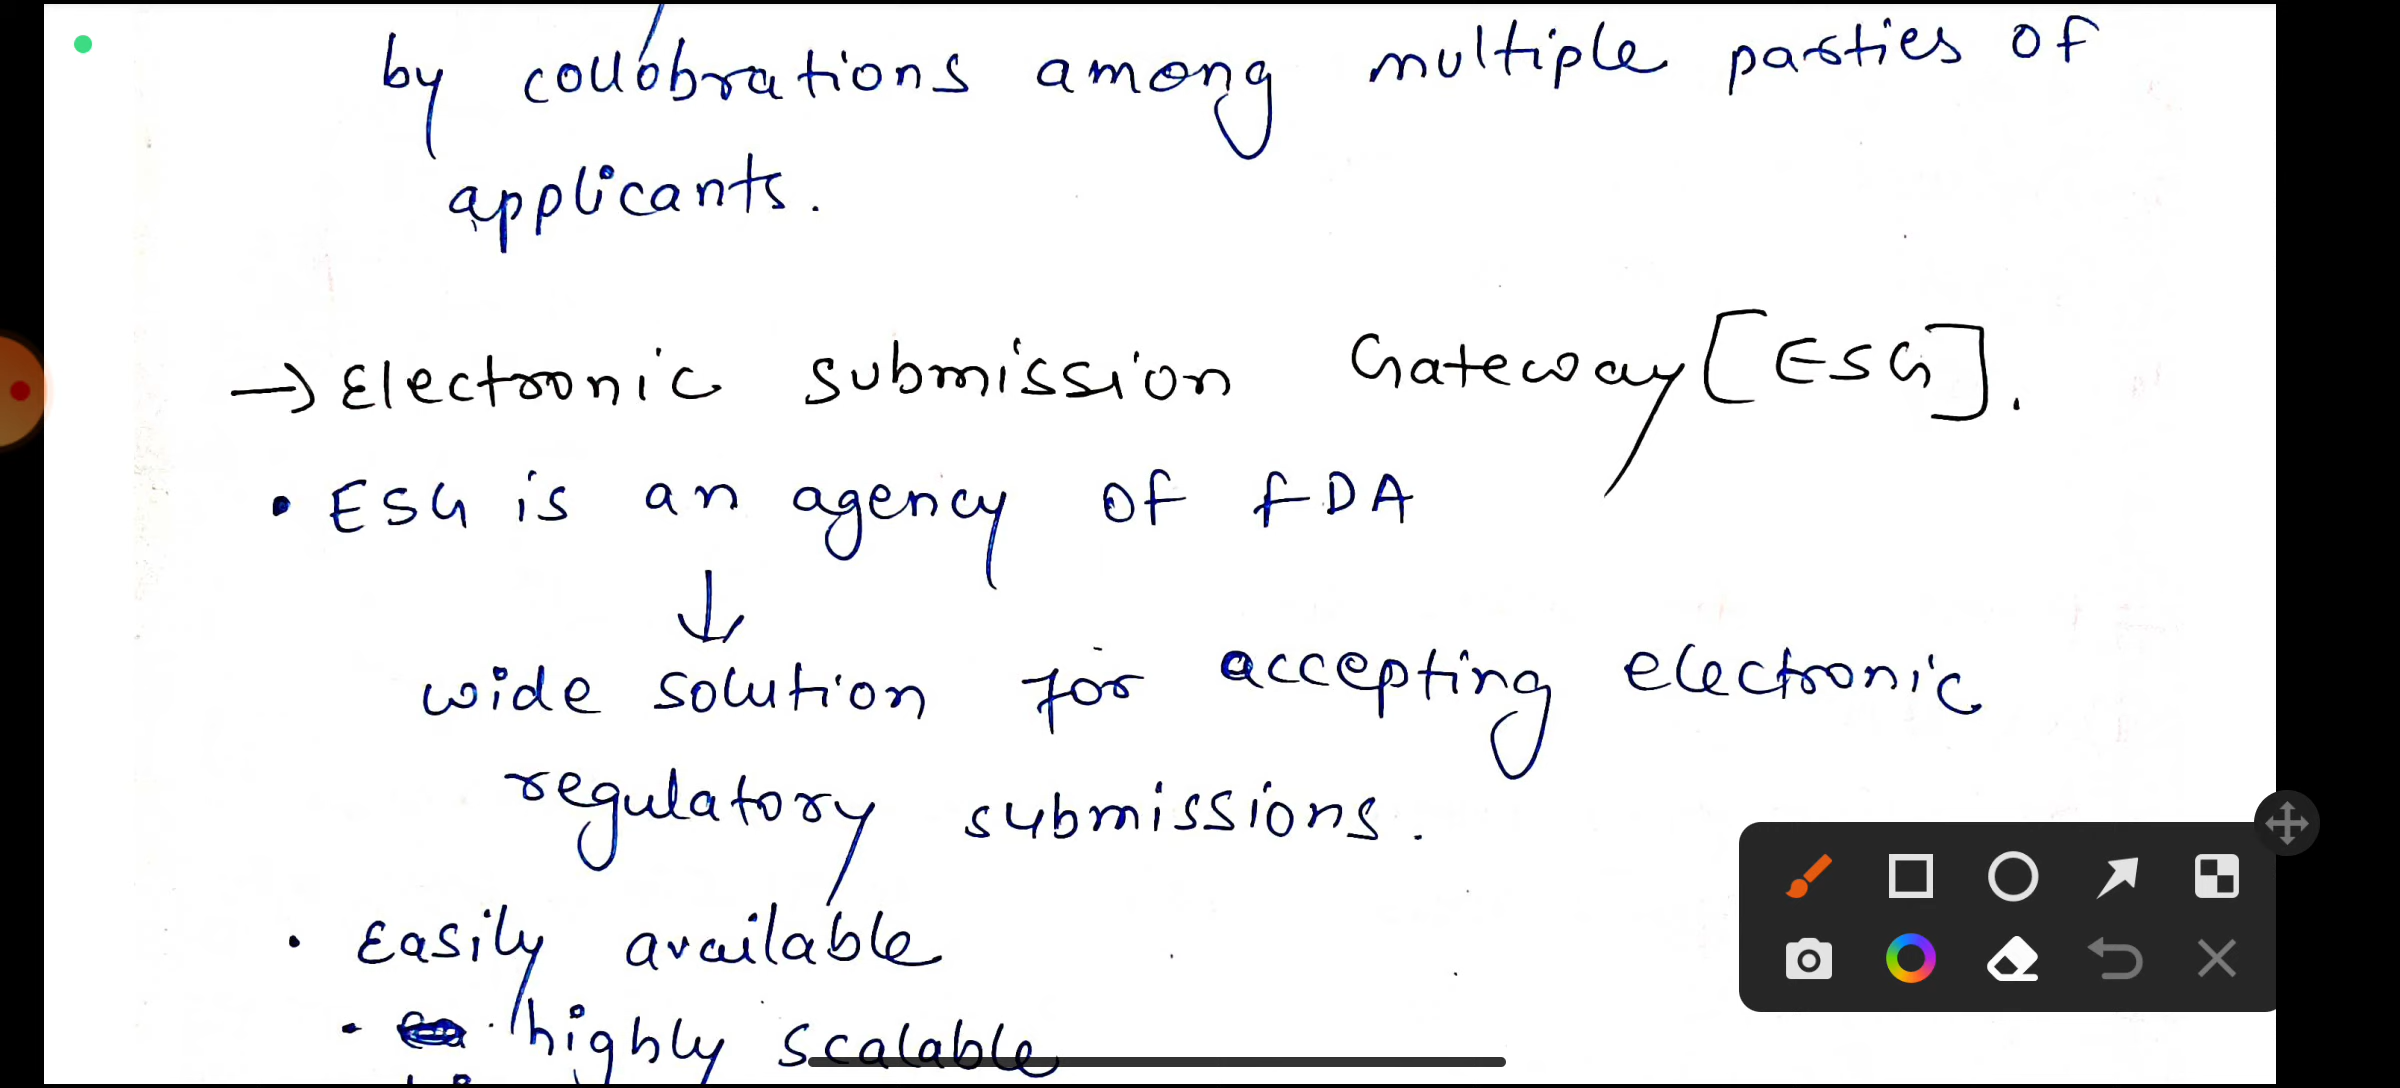 by collobrations among multiple parties of
applicants.
→ Electronic submission Gateway [ESG].
• ESG is an agency of FDA
↓
wide solution for accepting electronic
regulatory submissions.
• Easily available
• highly scalable